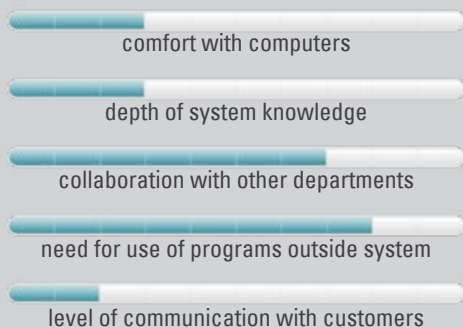 comfort with computers
depth of system knowledge
collaboration with other departments
need for use of programs outside system
level of communication with customers